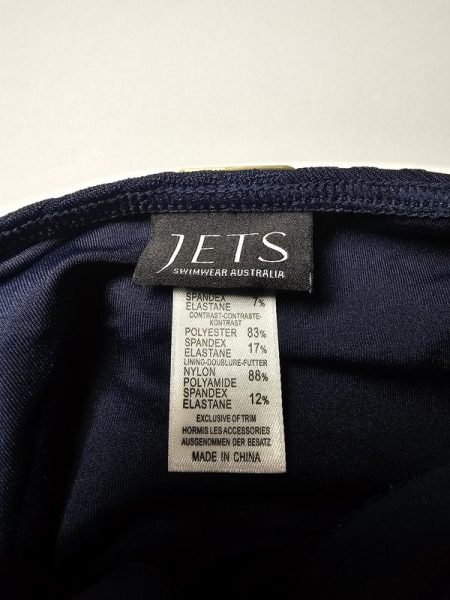 JETS
SWIMWEAR AUSTRALIA
SPANDEX
ELASTANE 7%
CONTRAST-CONTRASTE-
KONTRAST
POLYESTER 83%
SPANDEX
ELASTANE 17%
LINING-DOUBLURE-FUTTER
NYLON
POLYAMIDE 88%
SPANDEX
ELASTANE 12%
EXCLUSIVE OF TRIM
HORMIS LES ACCESSOIRES
AUSGENOMMEN DER BESATZ
MADE IN CHINA